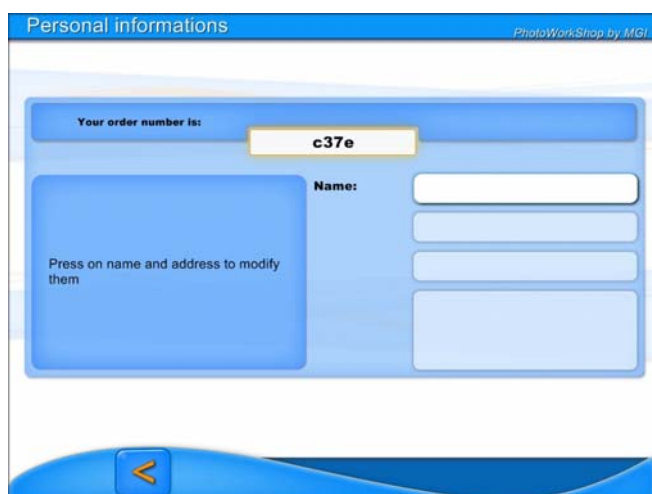 Personal informations
PhotoWorkShop by MGI
Your order number is:
c37e
Name:
Press on name and address to modify
them
<